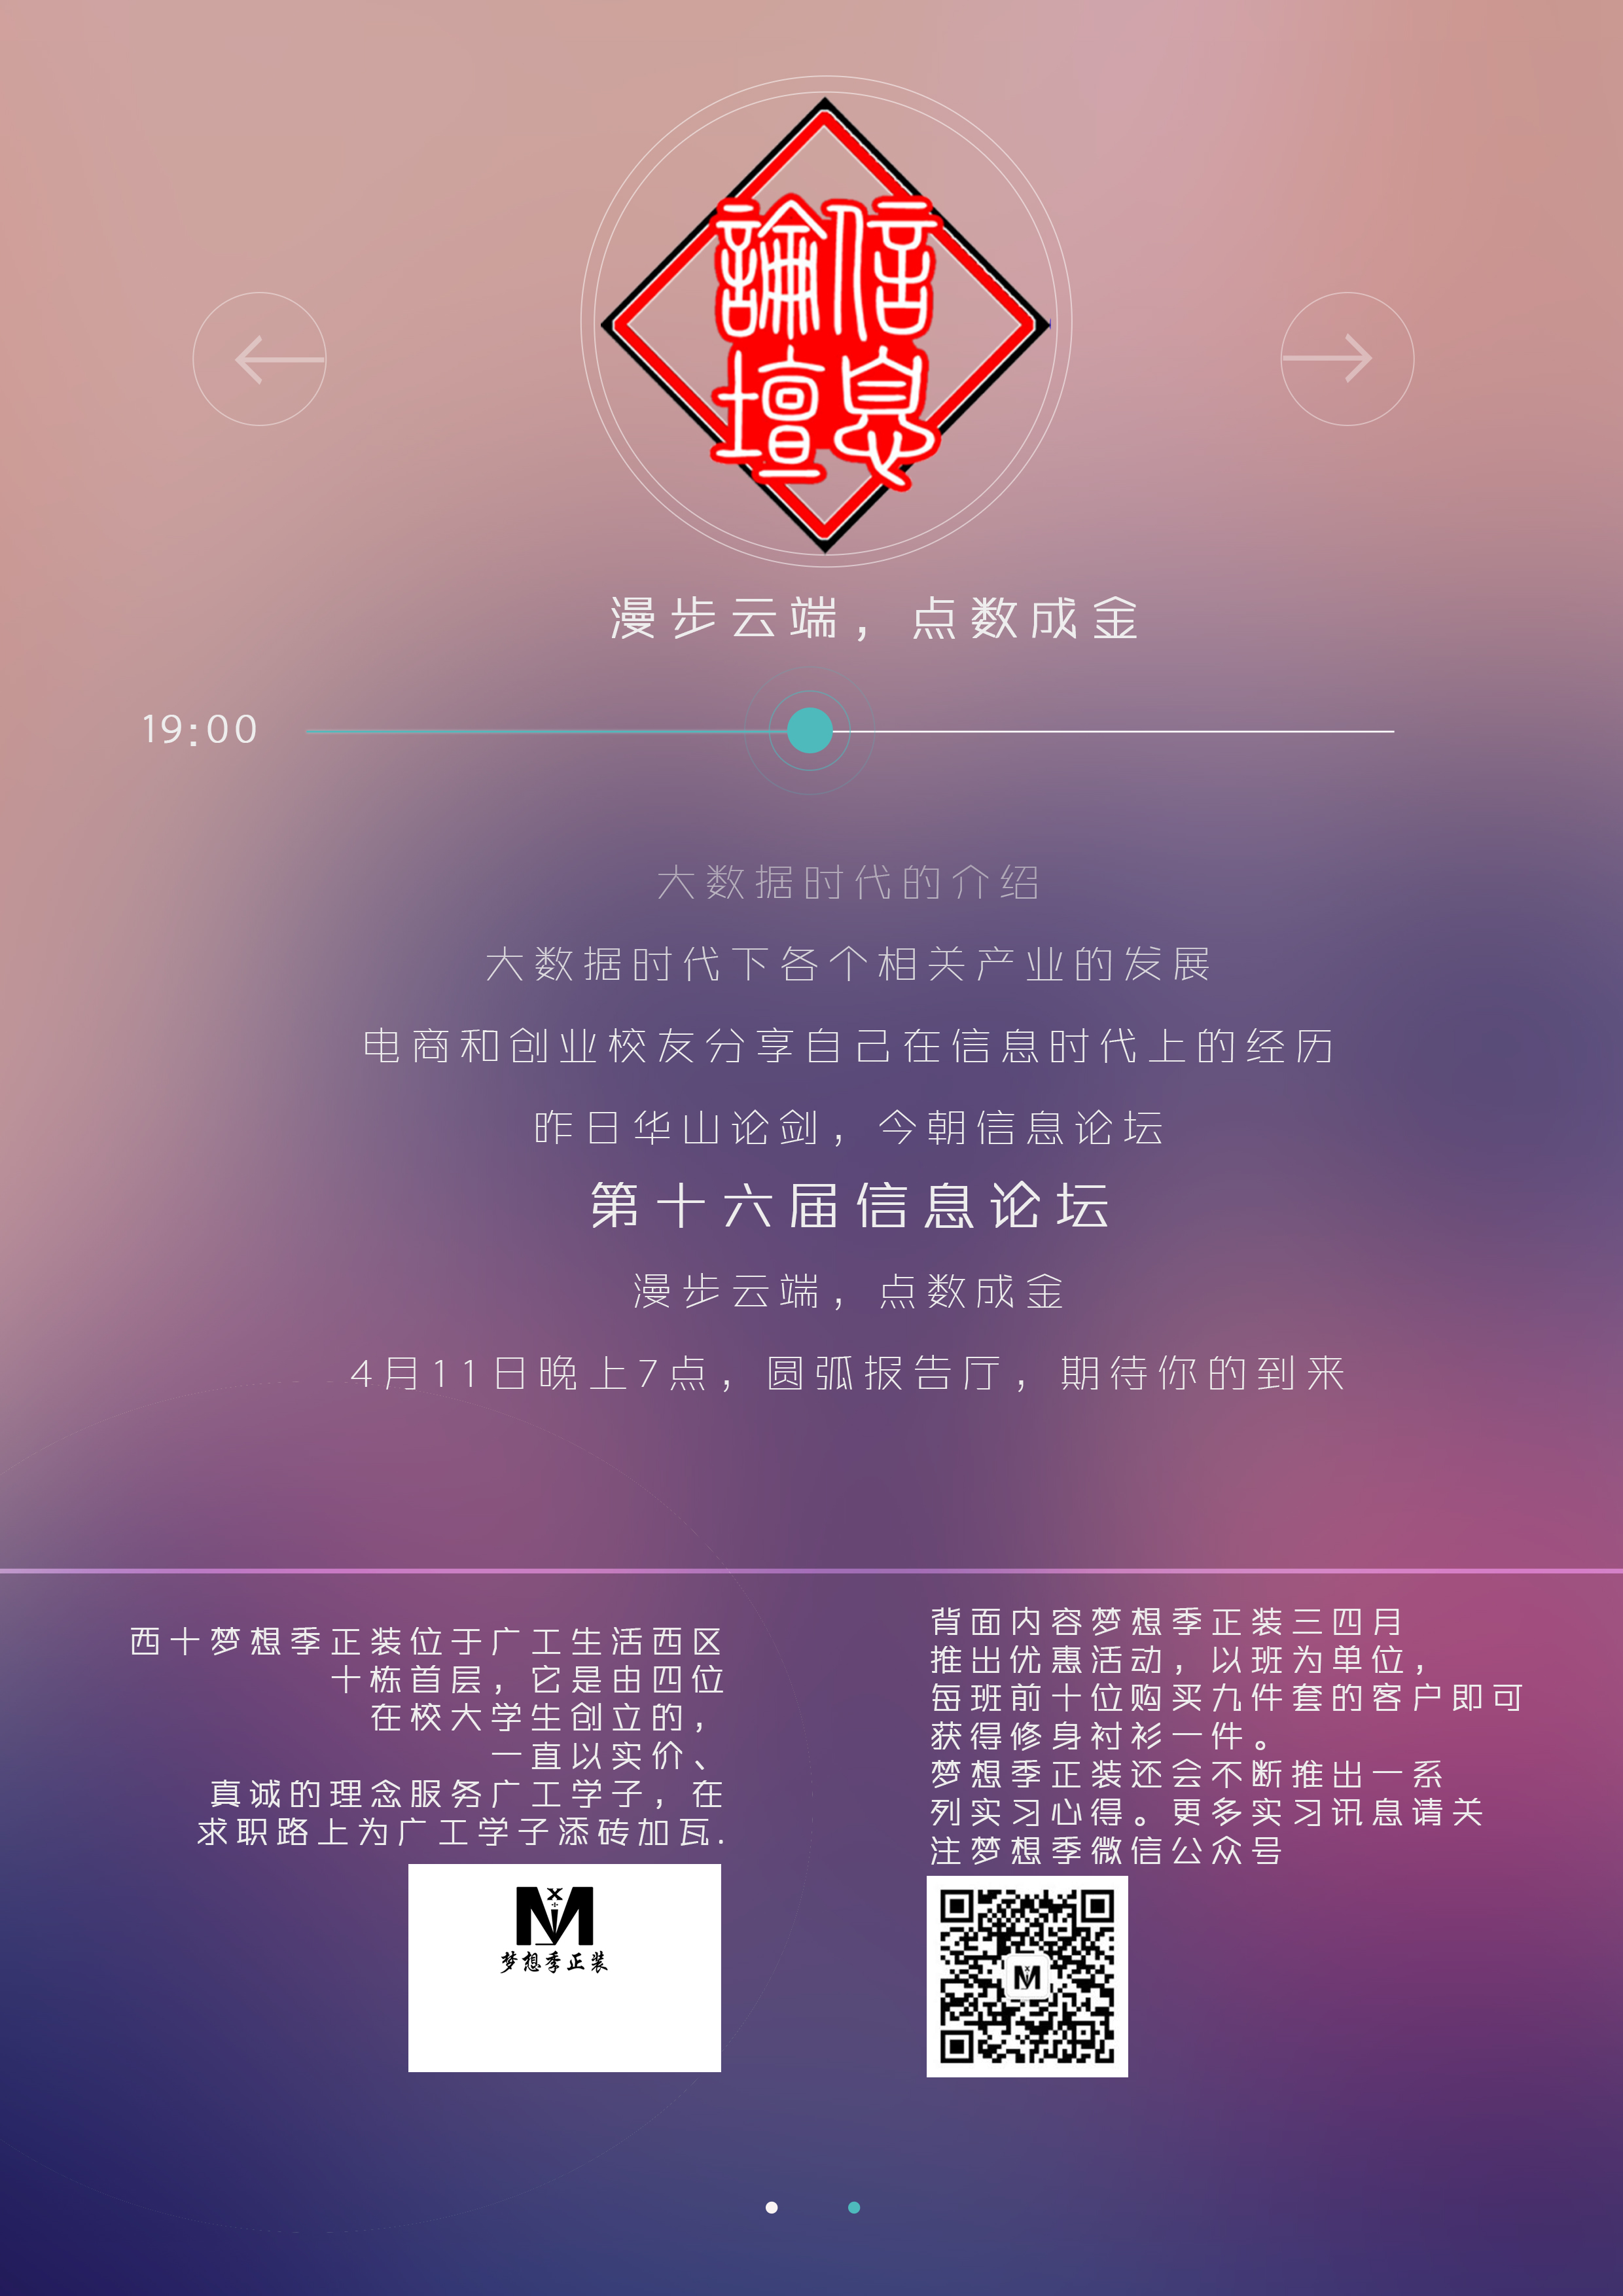 論信
壇息
漫步云端，点数成金
19:00
大数据时代的介绍
大数据时代下各个相关产业的发展
电商和创业校友分享自己在信息时代上的经历
昨日华山论剑，今朝信息论坛
第十六届信息论坛
漫步云端，点数成金
4月11日晚上7点，圆弧报告厅，期待你的到来
西十梦想季正装位于广工生活西区
十栋首层，它是由四位
在校大学生创立的，
一直以实价、
真诚的理念服务广工学子，在
求职路上为广工学子添砖加瓦.
M
梦想季正装
背面内容梦想季正装三四月
推出优惠活动，以班为单位，
每班前十位购买九件套的客户即可
获得修身衬衫一件。
梦想季正装还会不断推出一系
列实习心得。更多实习讯息请关
注梦想季微信公众号
M